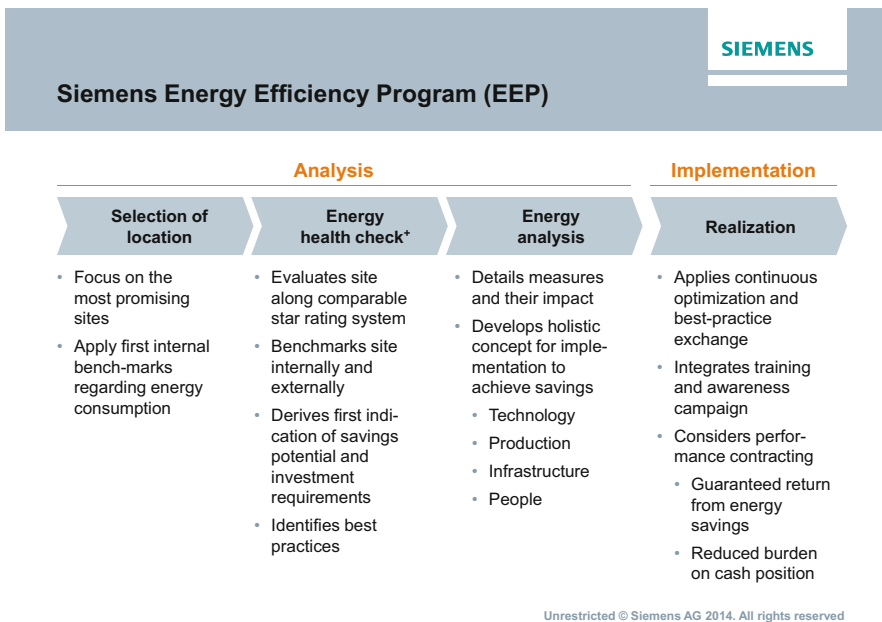 SIEMENS
Siemens Energy Efficiency Program (EEP)
Analysis
Implementation
Selection of
location
Energy
health check+
Energy
analysis
Realization
• Focus on the
most promising
sites
• Apply first internal
bench-marks
regarding energy
consumption
• Evaluates site
along comparable
star rating system
• Benchmarks site
internally and
externally
• Derives first indi-
cation of savings
potential and
investment
requirements
• Identifies best
practices
• Details measures
and their impact
• Develops holistic
concept for imple-
mentation to
achieve savings
• Technology
• Production
• Infrastructure
• People
• Applies continuous
optimization and
best-practice
exchange
• Integrates training
and awareness
campaign
• Considers perfor-
mance contracting
• Guaranteed return
from energy
savings
• Reduced burden
on cash position
Unrestricted © Siemens AG 2014. All rights reserved